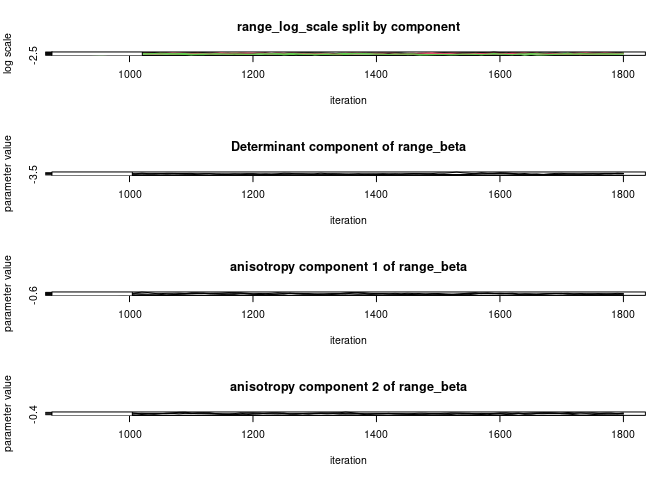 range_log_scale split by component
log scale
-2.5
1000 1200 1400 1600 1800
iteration
Determinant component of range_beta
parameter value
-3.5
1000 1200 1400 1600 1800
iteration
anisotropy component 1 of range_beta
parameter value
-0.6
1000 1200 1400 1600 1800
iteration
anisotropy component 2 of range_beta
parameter value
-0.4
1000 1200 1400 1600 1800
iteration